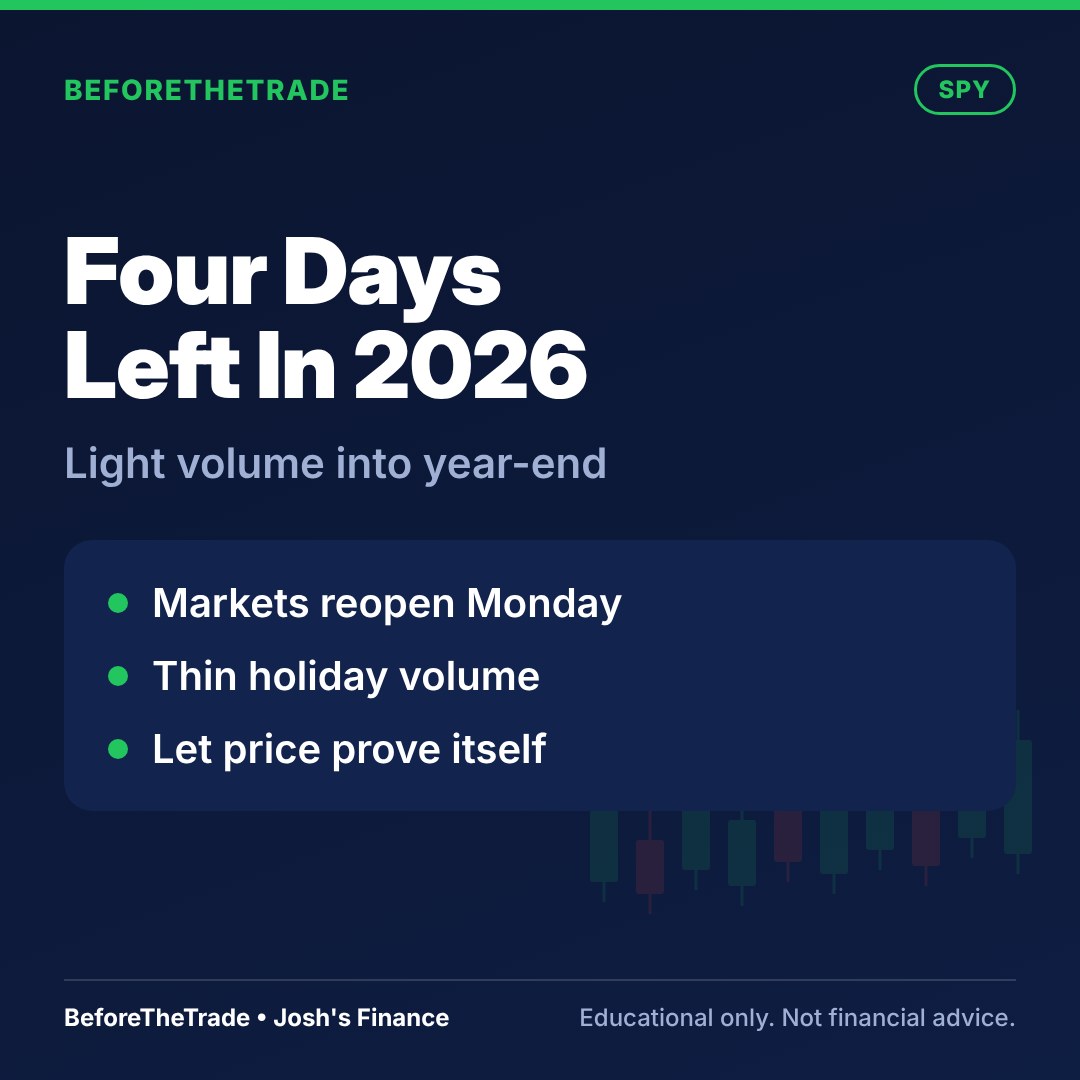 BEFORETHETRADE
SPY
Four Days
Left In 2026
Light volume into year-end
Markets reopen Monday
Thin holiday volume
Let price prove itself
BeforeTheTrade • Josh's Finance
Educational only. Not financial advice.